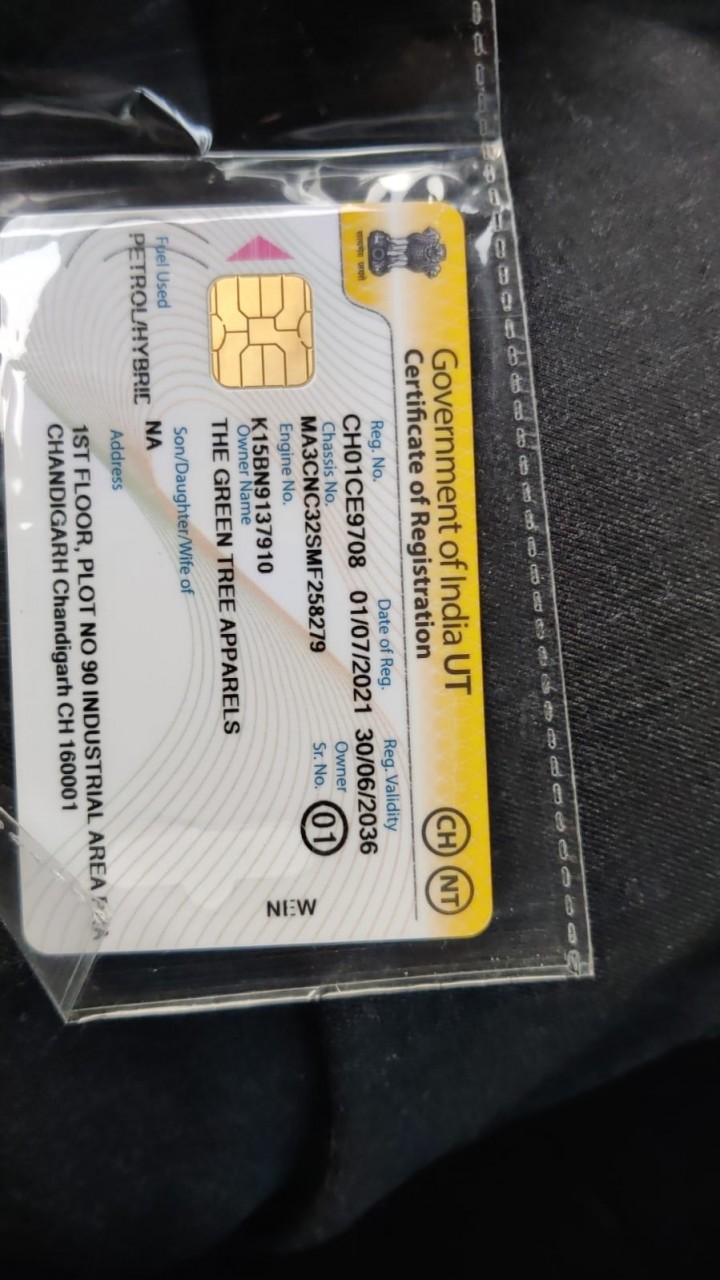 Government of India UT
Certificate of Registration
CH NT
सत्यमेव जयते
Reg. No. Date of Reg. Reg. Validity
CH01CE9708 01/07/2021 30/06/2036
Chassis No. Owner
MA3CNC32SMF258279 Sr. No. 01
Engine No.
K15BN9137910
Owner Name
THE GREEN TREE APPARELS
NEW
Fuel Used
PETROL/HYBRID
Son/Daughter/Wife of
NA
Address
1ST FLOOR, PLOT NO 90 INDUSTRIAL AREA
CHANDIGARH Chandigarh CH 160001